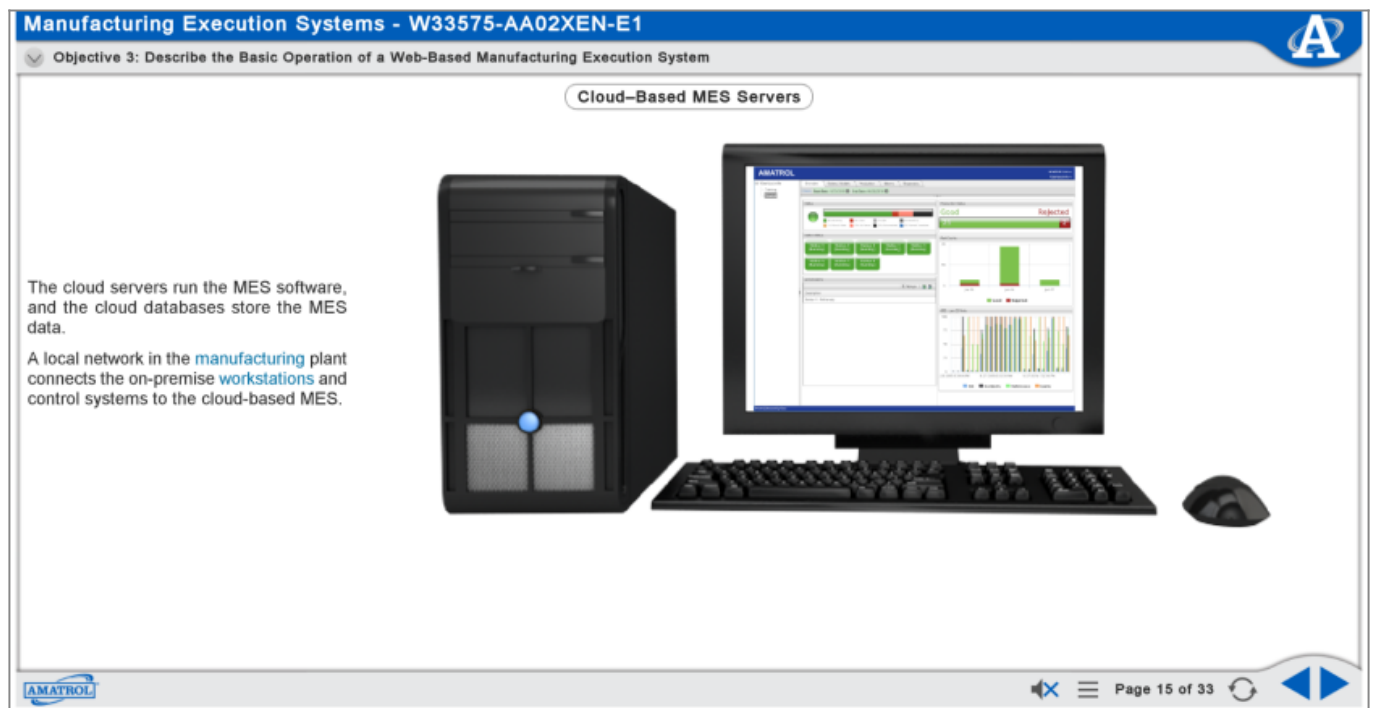 Manufacturing Execution Systems - W33575-AA02XEN-E1
Objective 3: Describe the Basic Operation of a Web-Based Manufacturing Execution System
A
Cloud–Based MES Servers
The cloud servers run the MES software,
and the cloud databases store the MES
data.
A local network in the manufacturing plant
connects the on-premise workstations and
control systems to the cloud-based MES.
AMATROL
Good Rejected
Good Rejected
AMATROL
Page 15 of 33